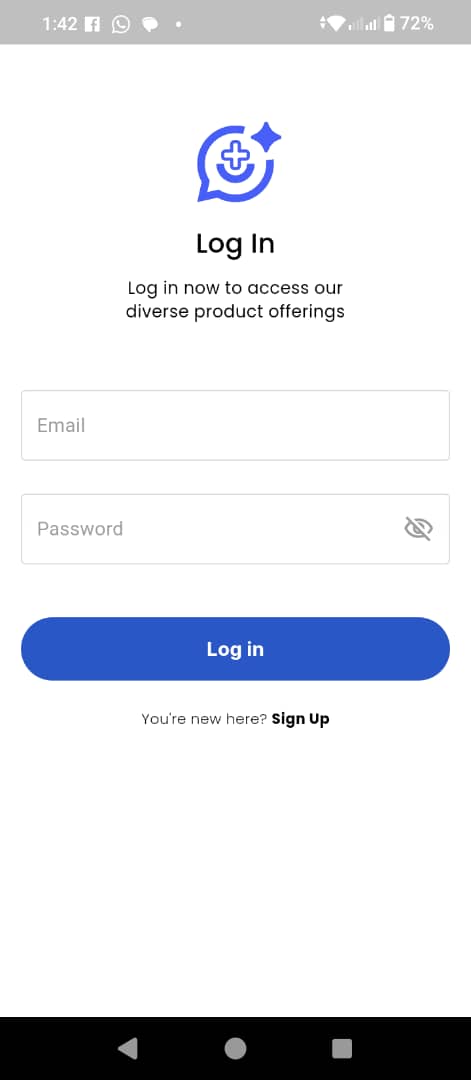 1:42 72%
Log In
Log in now to access our
diverse product offerings
Email
Password
Log in
You're new here? Sign Up